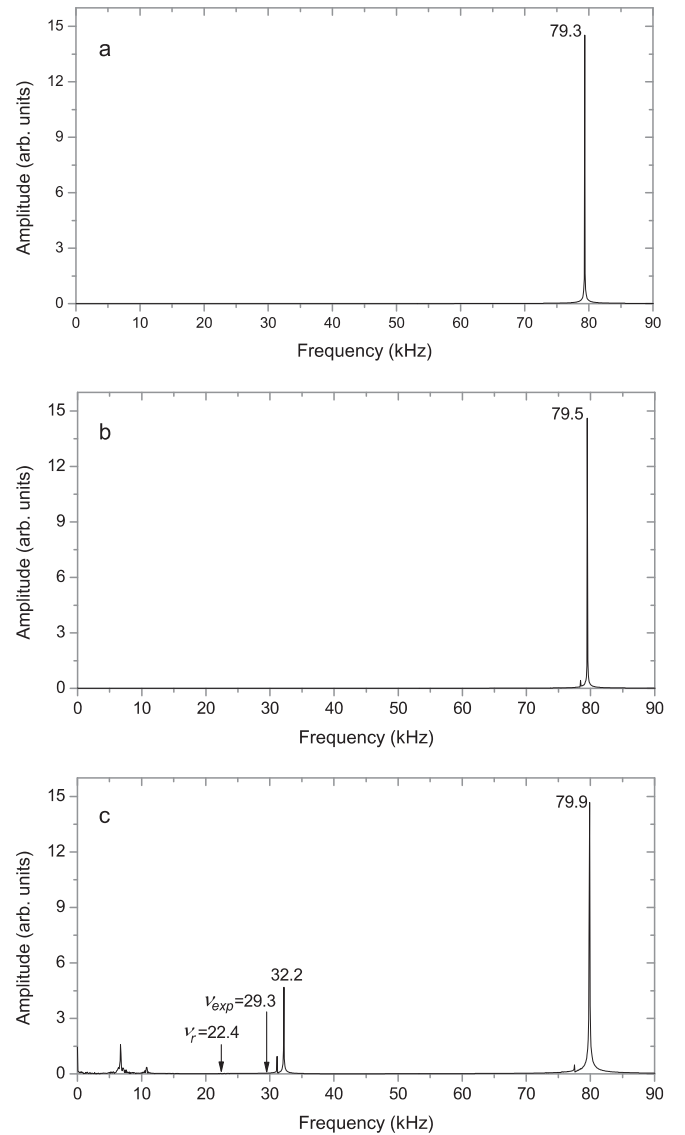 a
79.3
15
12
9
6
3
0
Amplitude (arb. units)
0 10 20 30 40 50 60 70 80 90
Frequency (kHz)
b
79.5
15
12
9
6
3
0
Amplitude (arb. units)
0 10 20 30 40 50 60 70 80 90
Frequency (kHz)
c
79.9
15
12
9
6
3
0
Amplitude (arb. units)
32.2
νexp=29.3
νr=22.4
0 10 20 30 40 50 60 70 80 90
Frequency (kHz)